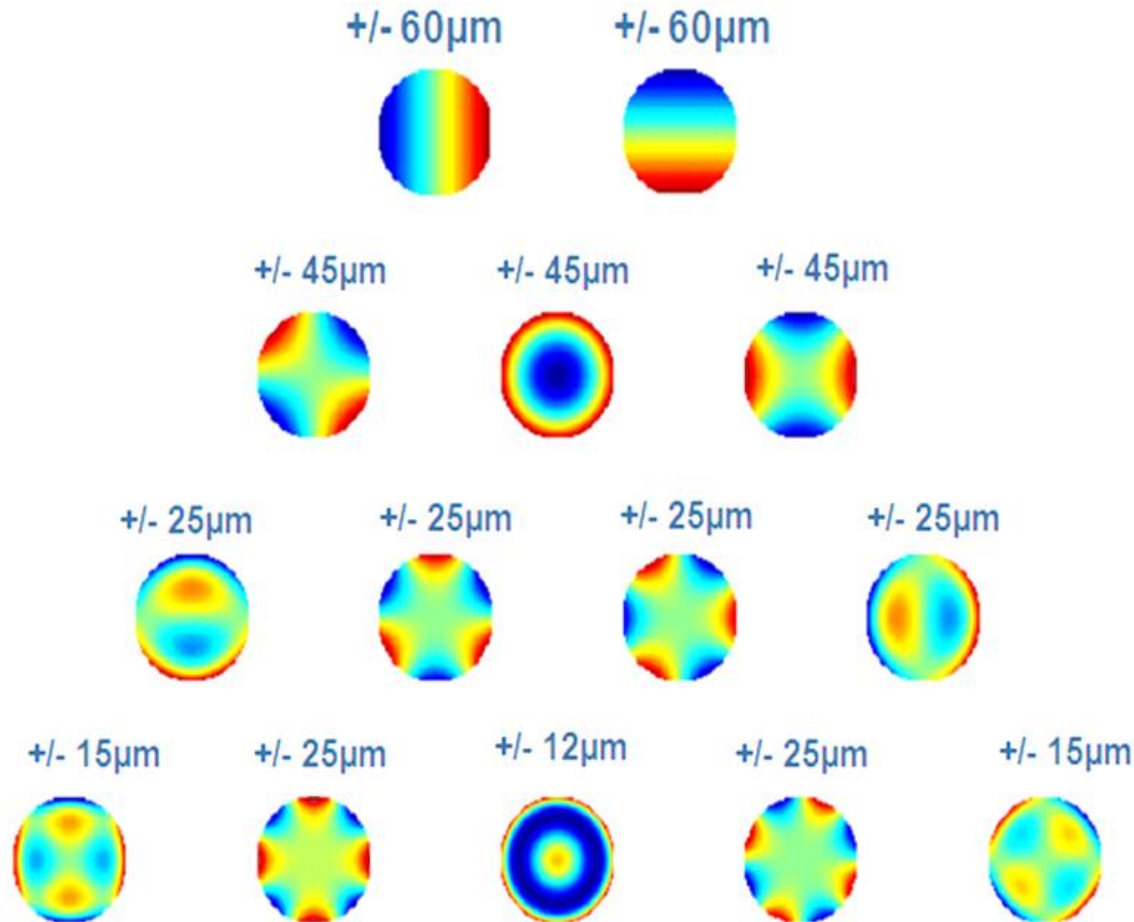 +/- 60µm +/- 60µm
+/- 45µm +/- 45µm +/- 45µm
+/- 25µm +/- 25µm +/- 25µm +/- 25µm
+/- 15µm +/- 25µm +/- 12µm +/- 25µm +/- 15µm